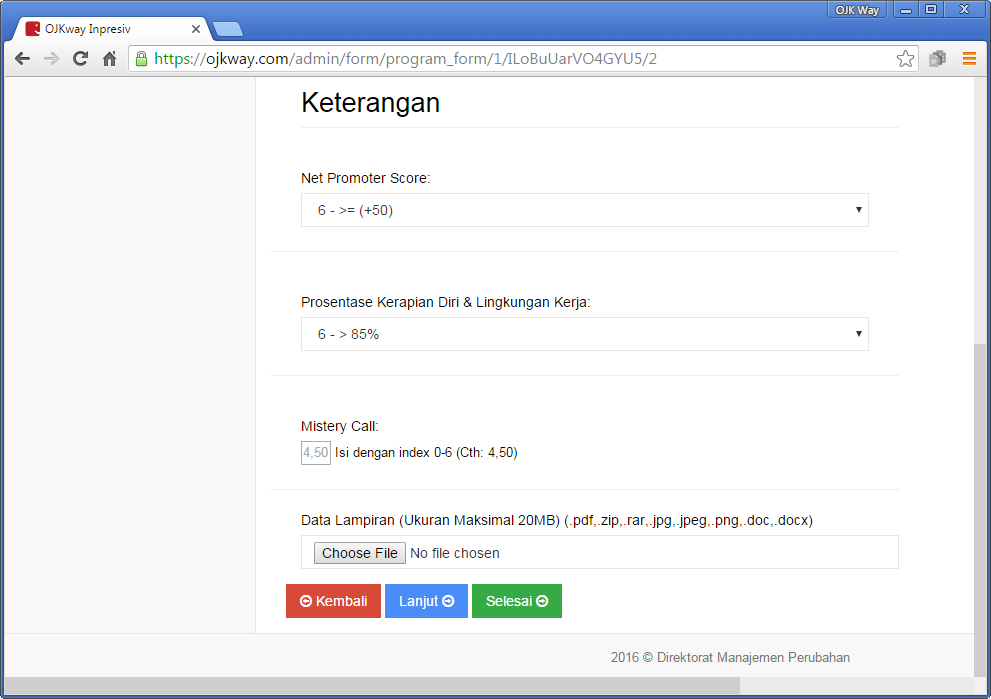 OJK Way
OJKway Inpresiv
https://ojkway.com/admin/form/program_form/1/ILoBuUarVO4GYU5/2
Keterangan
Net Promoter Score:
6 - >= (+50)
Prosentase Kerapian Diri & Lingkungan Kerja:
6 - > 85%
Mistery Call:
4,50 Isi dengan index 0-6 (Cth: 4,50)
Data Lampiran (Ukuran Maksimal 20MB) (.pdf,.zip,.rar,.jpg,.jpeg,.png,.doc,.docx)
Choose File No file chosen
Kembali Lanjut Selesai
2016 © Direktorat Manajemen Perubahan